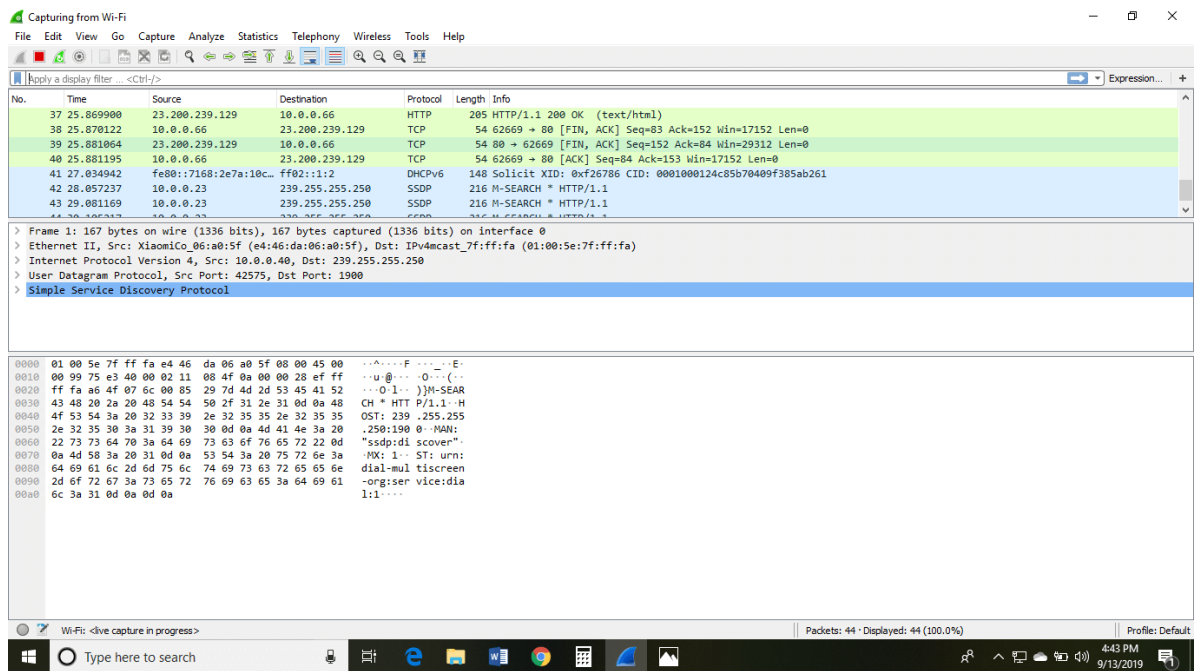 Capturing from Wi-Fi
File Edit View Go Capture Analyze Statistics Telephony Wireless Tools Help
Apply a display filter ... <Ctrl-/> Expression... +
No. Time Source Destination Protocol Length Info
37 25.869900 23.200.239.129 10.0.0.66 HTTP 205 HTTP/1.1 200 OK (text/html)
38 25.870122 10.0.0.66 23.200.239.129 TCP 54 62669 → 80 [FIN, ACK] Seq=83 Ack=152 Win=17152 Len=0
39 25.881064 23.200.239.129 10.0.0.66 TCP 54 80 → 62669 [FIN, ACK] Seq=152 Ack=84 Win=29312 Len=0
40 25.881195 10.0.0.66 23.200.239.129 TCP 54 62669 → 80 [ACK] Seq=84 Ack=153 Win=17152 Len=0
41 27.034942 fe80::7168:2e7a:10c… ff02::1:2 DHCPv6 148 Solicit XID: 0xf26786 CID: 0001000124c85b70409f385ab261
42 28.057237 10.0.0.23 239.255.255.250 SSDP 216 M-SEARCH * HTTP/1.1
43 29.081169 10.0.0.23 239.255.255.250 SSDP 216 M-SEARCH * HTTP/1.1
44 30.105217 10.0.0.23 239.255.255.250 SSDP 216 M-SEARCH * HTTP/1.1
> Frame 1: 167 bytes on wire (1336 bits), 167 bytes captured (1336 bits) on interface 0
> Ethernet II, Src: XiaomiCo_06:a0:5f (e4:46:da:06:a0:5f), Dst: IPv4mcast_7f:ff:fa (01:00:5e:7f:ff:fa)
> Internet Protocol Version 4, Src: 10.0.0.40, Dst: 239.255.255.250
> User Datagram Protocol, Src Port: 42575, Dst Port: 1900
> Simple Service Discovery Protocol
0000 01 00 5e 7f ff fa e4 46 da 06 a0 5f 08 00 45 00 ··^····F ···_··E·
0010 00 99 75 e3 40 00 02 11 08 4f 0a 00 00 28 ef ff ··u·@··· ·O···(··
0020 ff fa a6 4f 07 6c 00 85 29 7d 4d 2d 53 45 41 52 ···O·l·· )}M-SEAR
0030 43 48 20 2a 20 48 54 54 50 2f 31 2e 31 0d 0a 48 CH * HTT P/1.1··H
0040 4f 53 54 3a 20 32 33 39 2e 32 35 35 2e 32 35 35 OST: 239 .255.255
0050 2e 32 35 30 3a 31 39 30 30 0d 0a 4d 41 4e 3a 20 .250:190 0··MAN: 
0060 22 73 73 64 70 3a 64 69 73 63 6f 76 65 72 22 0d "ssdp:di scover"·
0070 0a 4d 58 3a 20 31 0d 0a 53 54 3a 20 75 72 6e 3a ·MX: 1·· ST: urn:
0080 64 69 61 6c 2d 6d 75 6c 74 69 73 63 72 65 65 6e dial-mul tiscreen
0090 2d 6f 72 67 3a 73 65 72 76 69 63 65 3a 64 69 61 -org:ser vice:dia
00a0 6c 3a 31 0d 0a 0d 0a l:1····
Wi-Fi: <live capture in progress> Packets: 44 · Displayed: 44 (100.0%) Profile: Default
Type here to search
4:43 PM
9/13/2019